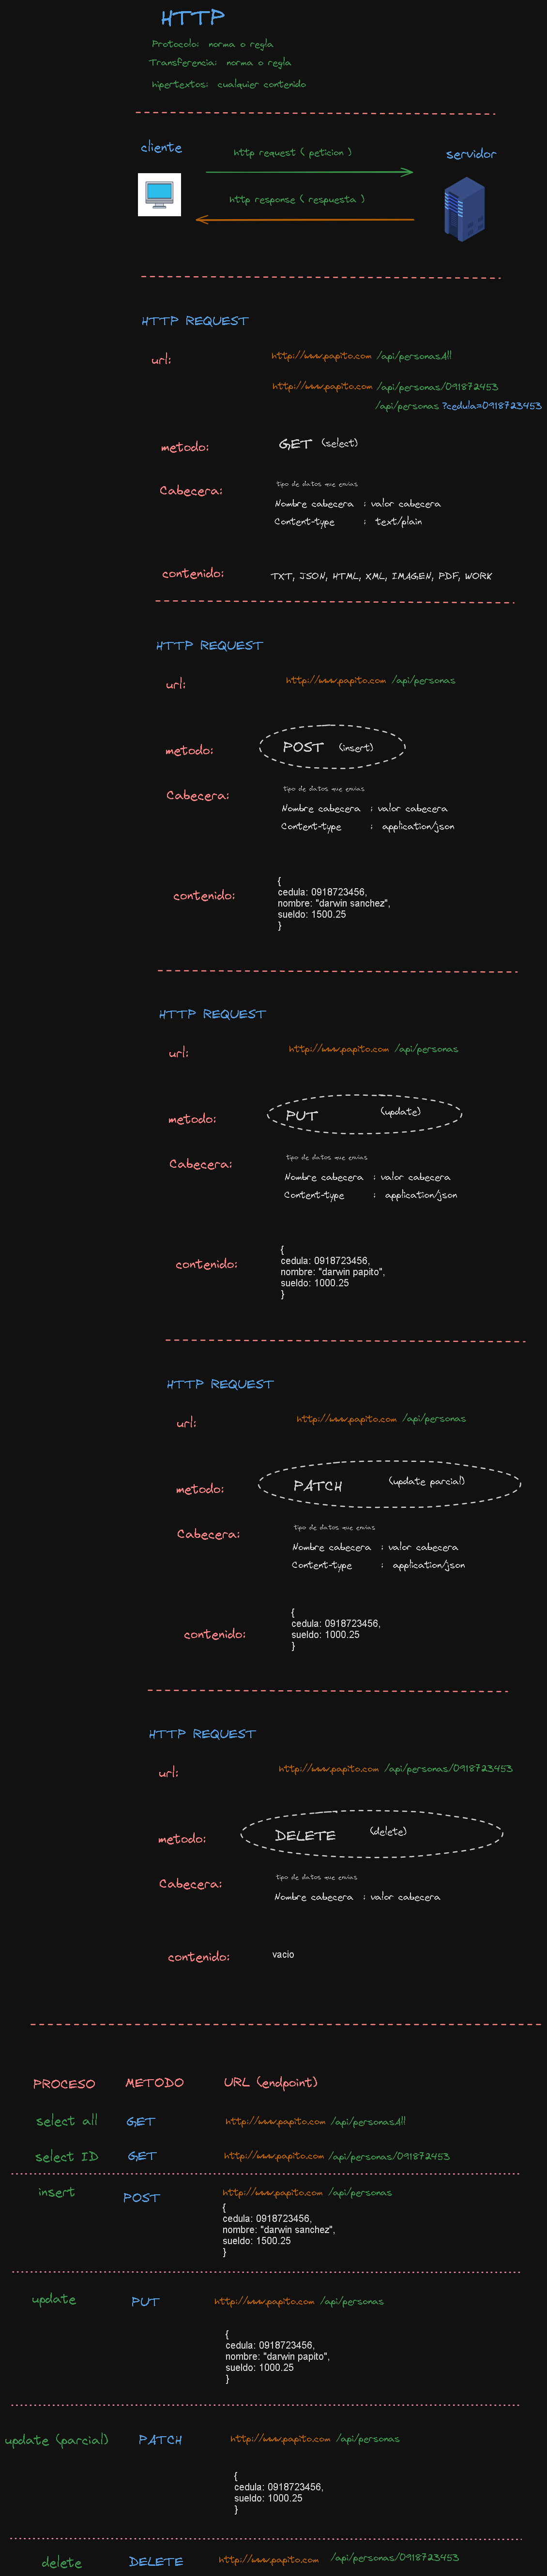 HTTP
Protocolo: norma o regla
Transferencia: norma o regla
hipertextos: cualquier contenido
cliente
http request ( peticion )
servidor
http response ( respuesta )
HTTP REQUEST
url: http://www.papito.com /api/personasAll
http://www.papito.com /api/personas/091872453
/api/personas ?cedula=0918723453
metodo: GET (select)
Cabecera: tipo de datos que envias
Nombre cabecera : valor cabecera
Content-type : text/plain
contenido: TXT, JSON, HTML, XML, IMAGEN, PDF, WORK
HTTP REQUEST
url: http://www.papito.com /api/personas
metodo: POST (insert)
Cabecera: tipo de datos que envias
Nombre cabecera : valor cabecera
Content-type : application/json
contenido: {
cedula: 0918723456,
nombre: "darwin sanchez",
sueldo: 1500.25
}
HTTP REQUEST
url: http://www.papito.com /api/personas
metodo: PUT (update)
Cabecera: tipo de datos que envias
Nombre cabecera : valor cabecera
Content-type : application/json
contenido: {
cedula: 0918723456,
nombre: "darwin papito",
sueldo: 1000.25
}
HTTP REQUEST
url: http://www.papito.com /api/personas
metodo: PATCH (update parcial)
Cabecera: tipo de datos que envias
Nombre cabecera : valor cabecera
Content-type : application/json
contenido: {
cedula: 0918723456,
sueldo: 1000.25
}
HTTP REQUEST
url: http://www.papito.com /api/personas/0918723453
metodo: DELETE (delete)
Cabecera: tipo de datos que envias
Nombre cabecera : valor cabecera
contenido: vacio
PROCESO METODO URL (endpoint)
select all GET http://www.papito.com /api/personasAll
select ID GET http://www.papito.com /api/personas/091872453
insert POST http://www.papito.com /api/personas
{
cedula: 0918723456,
nombre: "darwin sanchez",
sueldo: 1500.25
}
update PUT http://www.papito.com /api/personas
{
cedula: 0918723456,
nombre: "darwin papito",
sueldo: 1000.25
}
update (parcial) PATCH http://www.papito.com /api/personas
{
cedula: 0918723456,
sueldo: 1000.25
}
delete DELETE http://www.papito.com /api/personas/0918723453